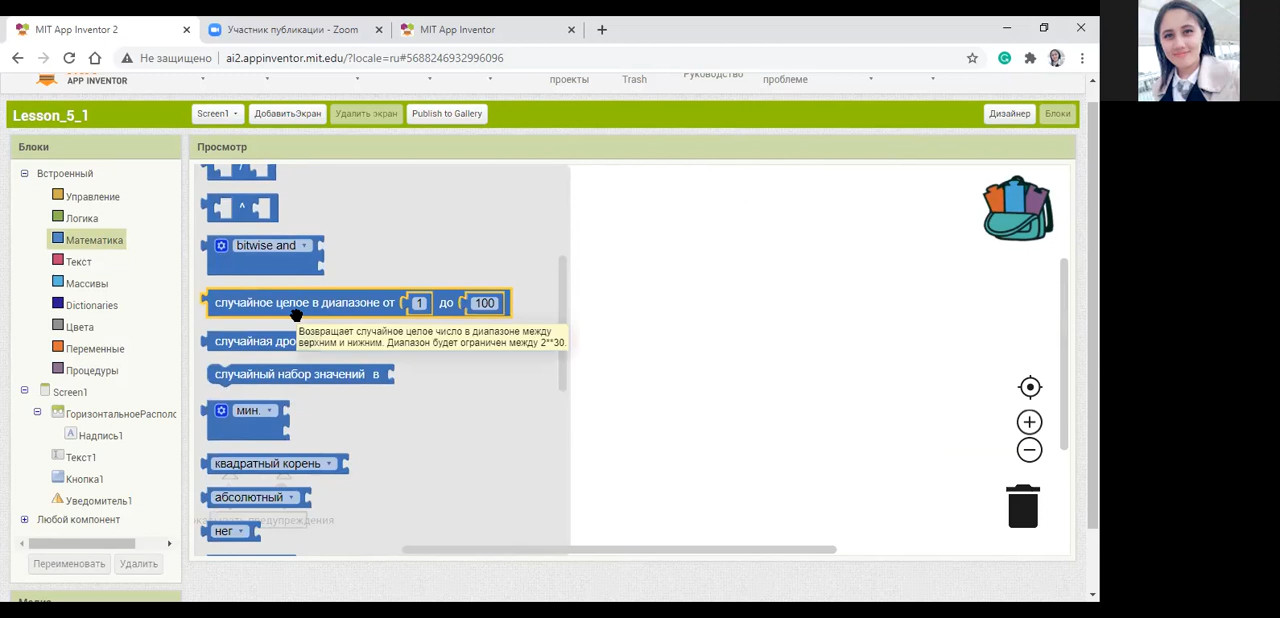 MIT App Inventor 2
Участник публикации - Zoom
MIT App Inventor
Не защищено
ai2.appinventor.mit.edu/?locale=ru#5688246932996096
APP INVENTOR
проекты
Trash
Руководство
проблеме
Lesson_5_1
Screen1
ДобавитьЭкран
Удалить экран
Publish to Gallery
Дизайнер
Блоки
Блоки
Просмотр
Встроенный
Управление
Логика
Математика
Текст
Массивы
Dictionaries
Цвета
Переменные
Процедуры
Screen1
ГоризонтальноеРасполо
Надпись1
Текст1
Кнопка1
Уведомитель1
Любой компонент
Переименовать
Удалить
/
^
bitwise and
случайное целое в диапазоне от 1 до 100
Возвращает случайное целое число в диапазоне между
верхним и нижним. Диапазон будет ограничен между 2**30.
случайная дро
случайный набор значений в
мин.
квадратный корень
абсолютный
предупреждения
нег